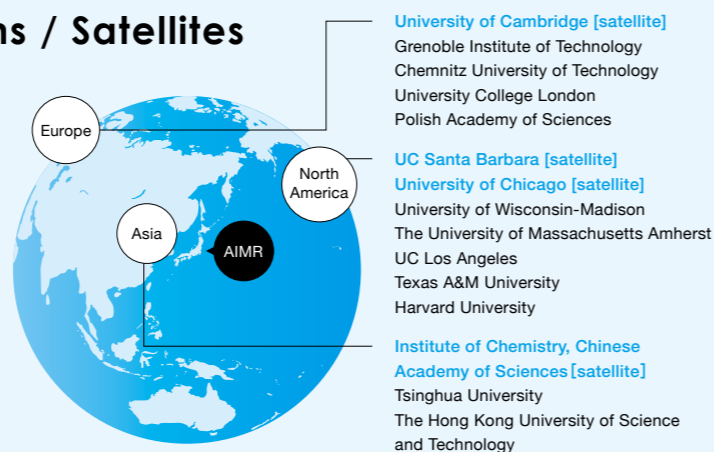 / Satellites
Europe
North
America
Asia
AIMR
University of Cambridge [satellite]
Grenoble Institute of Technology
Chemnitz University of Technology
University College London
Polish Academy of Sciences
UC Santa Barbara [satellite]
University of Chicago [satellite]
University of Wisconsin-Madison
The University of Massachusetts Amherst
UC Los Angeles
Texas A&M University
Harvard University
Institute of Chemistry, Chinese
Academy of Sciences [satellite]
Tsinghua University
The Hong Kong University of Science
and Technology